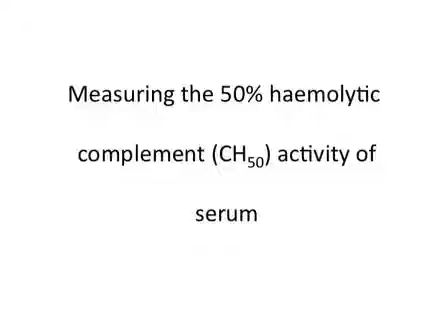 Measuring the 50% haemolytic
complement (CH₅₀) activity of
serum